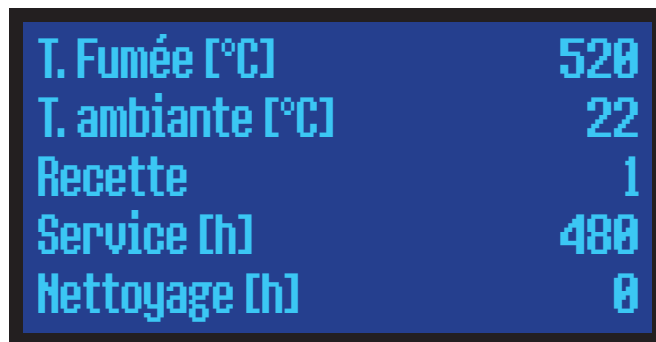 T. Fumée [°C] 520
T. ambiante [°C] 22
Recette 1
Service [h] 480
Nettoyage [h] 0